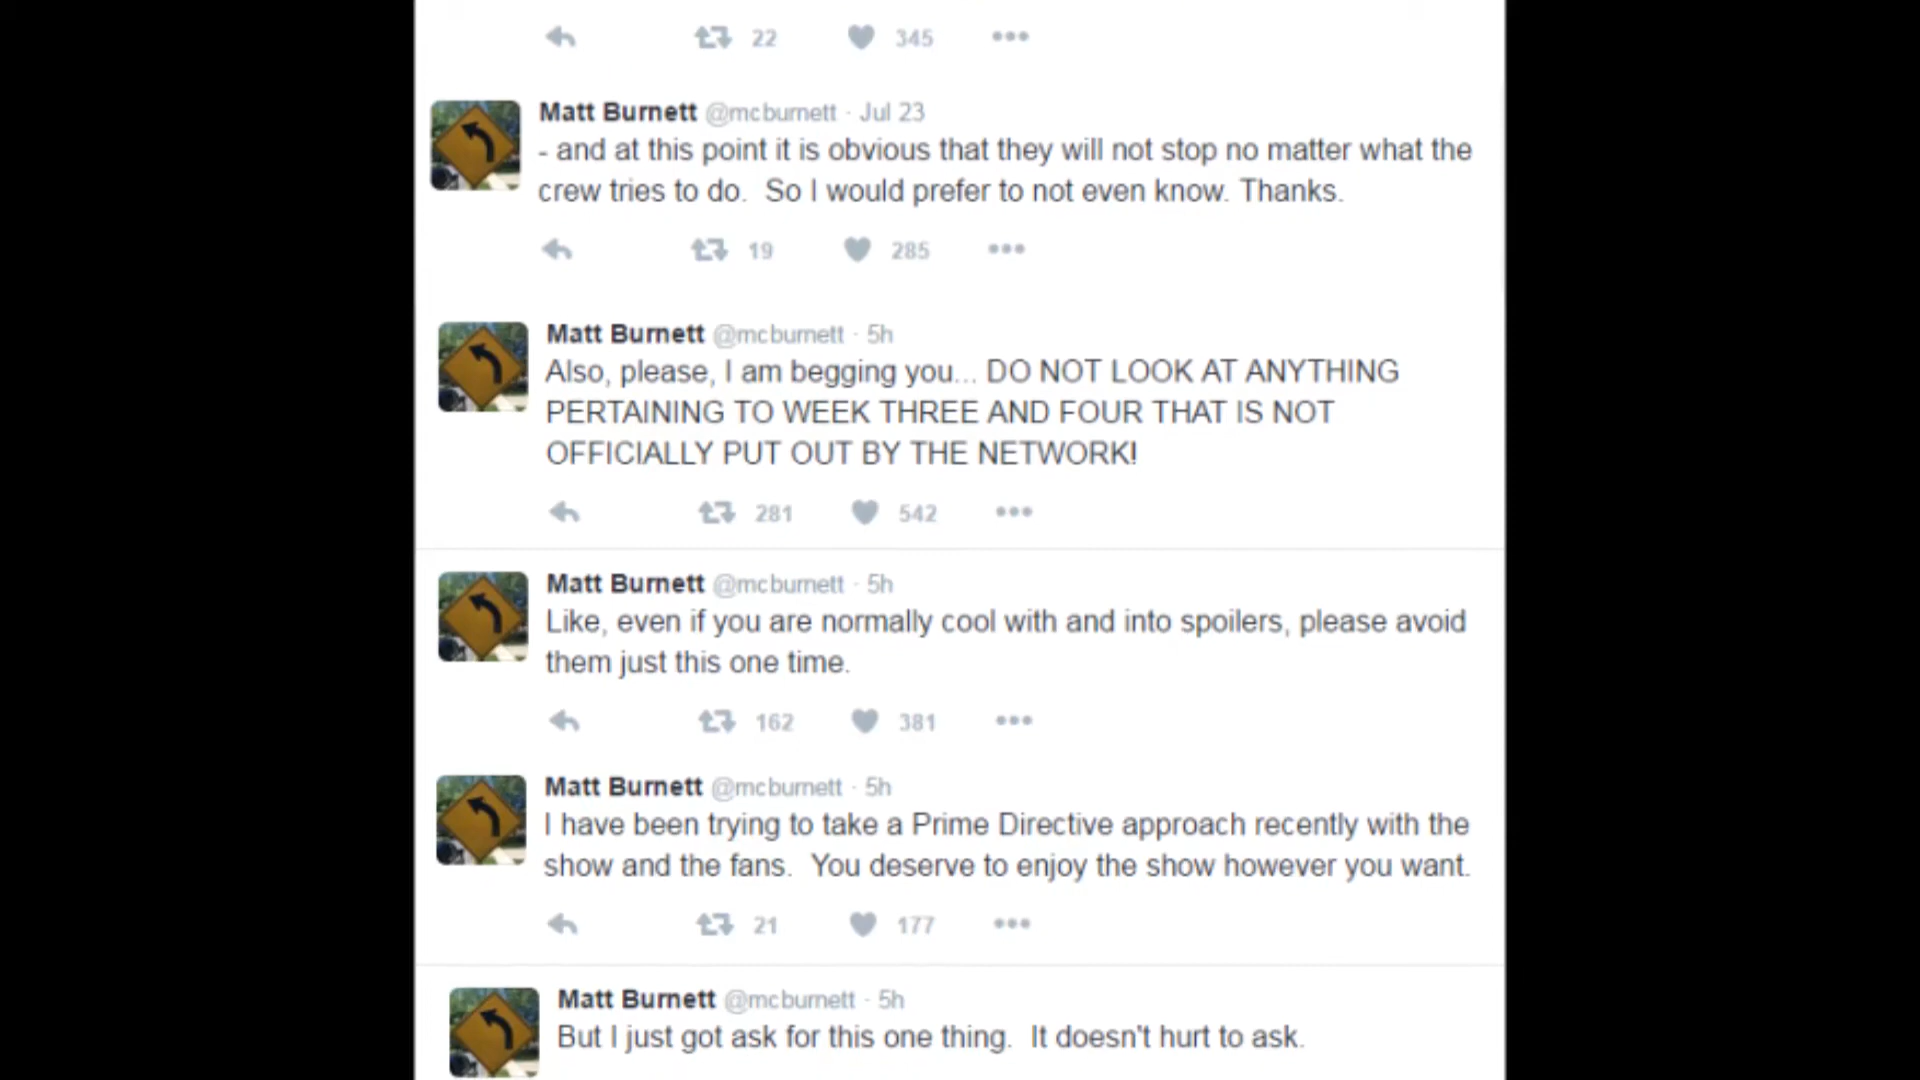 22 345
Matt Burnett @mcburnett · Jul 23
- and at this point it is obvious that they will not stop no matter what the
crew tries to do.  So I would prefer to not even know. Thanks.
19 285
Matt Burnett @mcburnett · 5h
Also, please, I am begging you... DO NOT LOOK AT ANYTHING
PERTAINING TO WEEK THREE AND FOUR THAT IS NOT
OFFICIALLY PUT OUT BY THE NETWORK!
281 542
Matt Burnett @mcburnett · 5h
Like, even if you are normally cool with and into spoilers, please avoid
them just this one time.
162 381
Matt Burnett @mcburnett · 5h
I have been trying to take a Prime Directive approach recently with the
show and the fans.  You deserve to enjoy the show however you want.
21 177
Matt Burnett @mcburnett · 5h
But I just got ask for this one thing.  It doesn't hurt to ask.